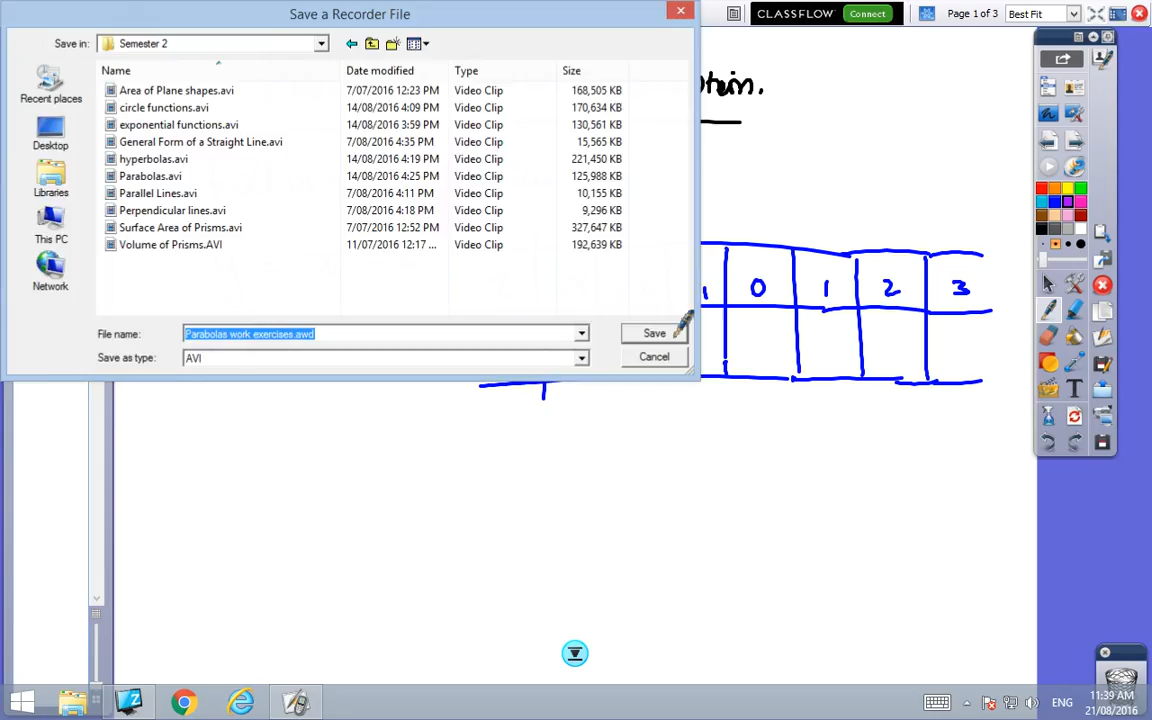 Save a Recorder File
CLASSFLOW Connect
Page 1 of 3
Best Fit
Save in: Semester 2
Recent places
Desktop
Libraries
This PC
Network
Name Date modified Type Size
Area of Plane shapes.avi 7/07/2016 12:23 PM Video Clip 168,505 KB
circle functions.avi 14/08/2016 4:09 PM Video Clip 170,634 KB
exponential functions.avi 14/08/2016 3:59 PM Video Clip 130,561 KB
General Form of a Straight Line.avi 7/08/2016 4:35 PM Video Clip 15,565 KB
hyperbolas.avi 14/08/2016 4:19 PM Video Clip 221,450 KB
Parabolas.avi 14/08/2016 4:25 PM Video Clip 125,988 KB
Parallel Lines.avi 7/08/2016 4:11 PM Video Clip 10,155 KB
Perpendicular lines.avi 7/08/2016 4:18 PM Video Clip 9,296 KB
Surface Area of Prisms.avi 7/07/2016 12:52 PM Video Clip 327,647 KB
Volume of Prisms.AVI 11/07/2016 12:17 ... Video Clip 192,639 KB
File name: Parabolas work exercises.awd Save
Save as type: AVI Cancel
0 1 2 3
T
ENG
11:39 AM
21/08/2016